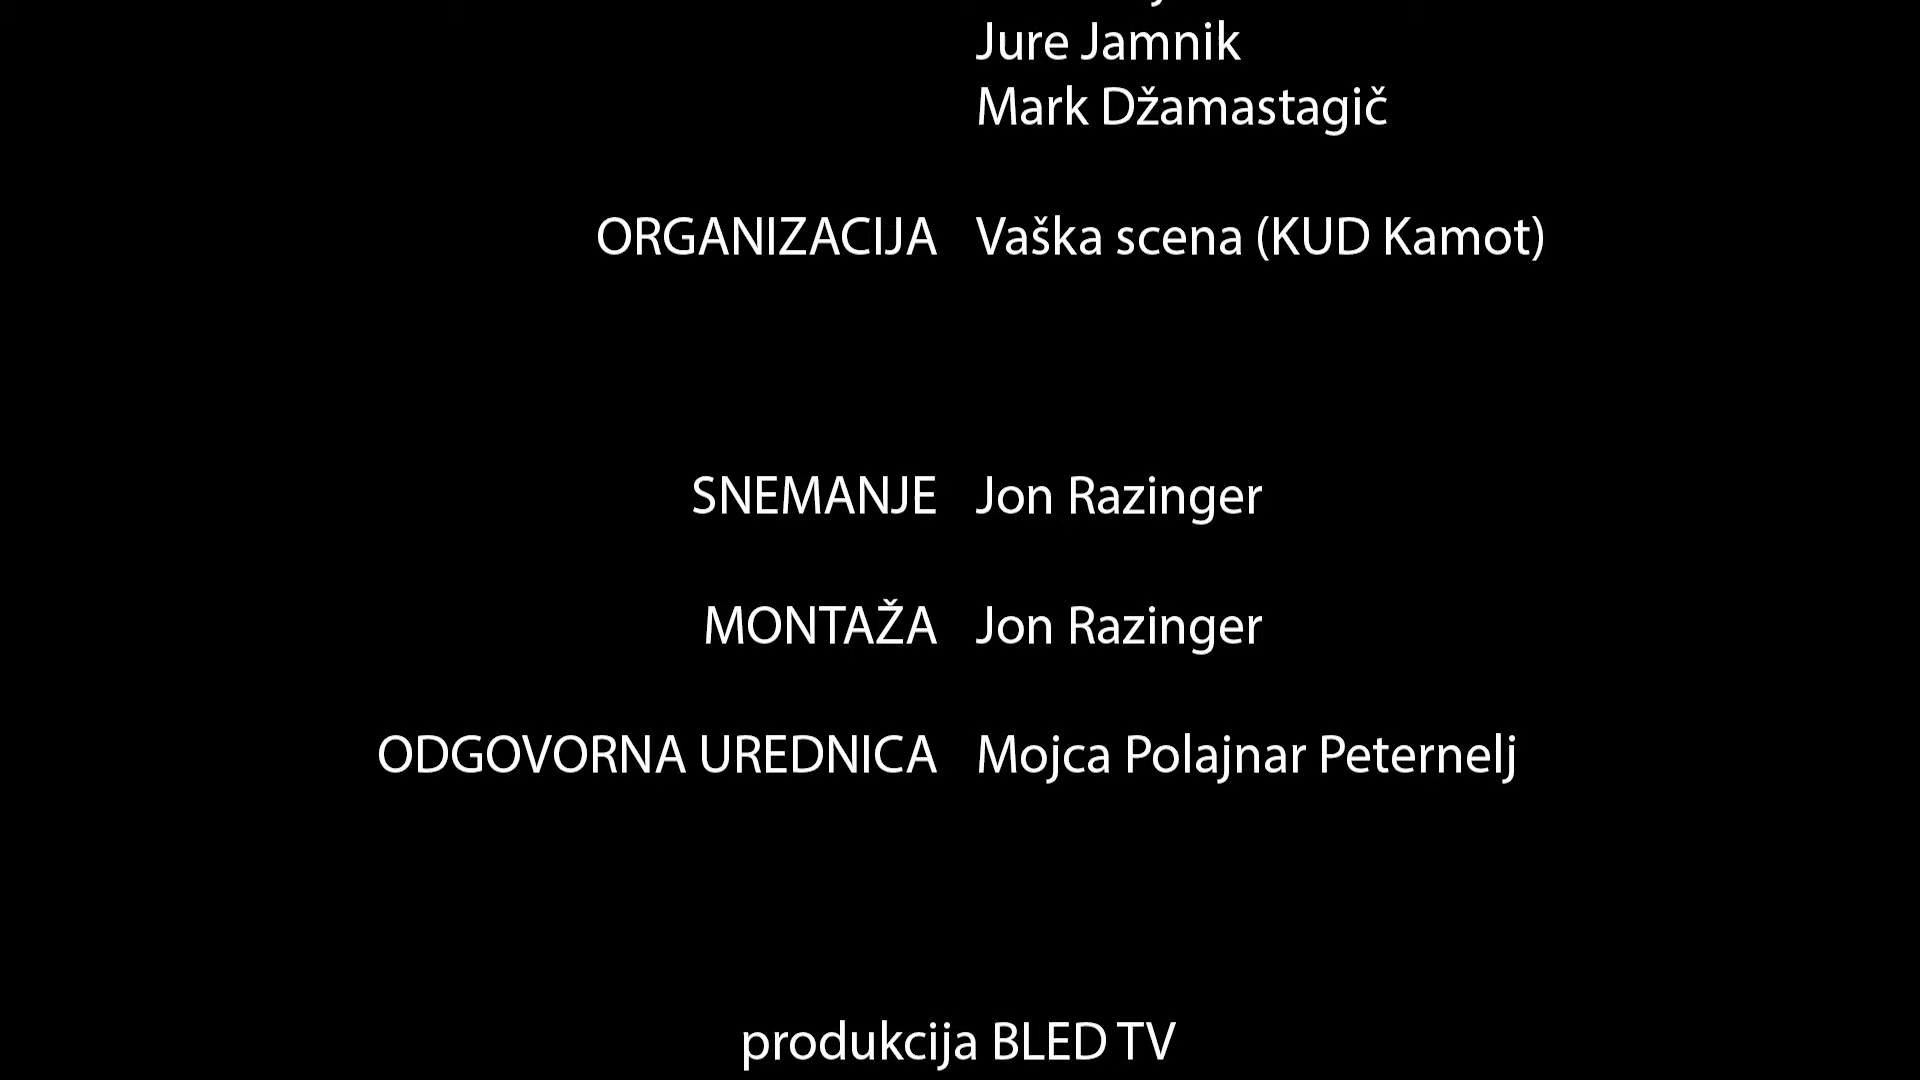 Jure Jamnik
Mark Džamastagič
ORGANIZACIJA Vaška scena (KUD Kamot)
SNEMANJE Jon Razinger
MONTAŽA Jon Razinger
ODGOVORNA UREDNICA Mojca Polajnar Peternelj
produkcija BLED TV